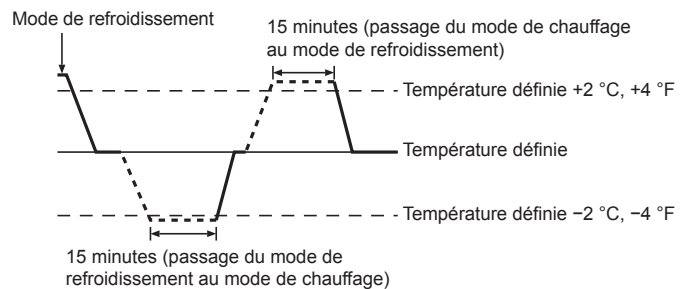 Mode de refroidissement
15 minutes (passage du mode de chauffage
au mode de refroidissement)
Température définie +2 °C, +4 °F
Température définie
Température définie −2 °C, −4 °F
15 minutes (passage du mode de
refroidissement au mode de chauffage)